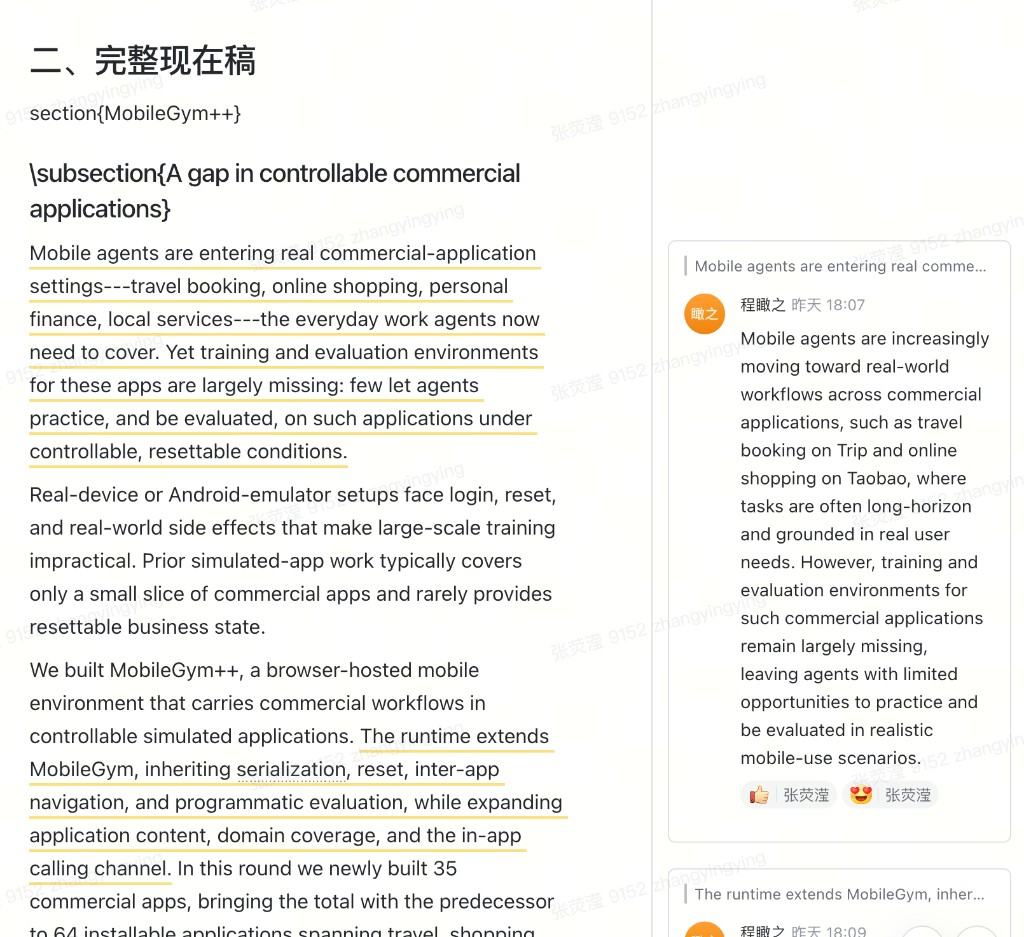 二、完整现在稿
section{MobileGym++}
\subsection{A gap in controllable commercial
applications}
Mobile agents are entering real commercial-application
settings---travel booking, online shopping, personal
finance, local services---the everyday work agents now
need to cover. Yet training and evaluation environments
for these apps are largely missing: few let agents
practice, and be evaluated, on such applications under
controllable, resettable conditions.
Real-device or Android-emulator setups face login, reset,
and real-world side effects that make large-scale training
impractical. Prior simulated-app work typically covers
only a small slice of commercial apps and rarely provides
resettable business state.
We built MobileGym++, a browser-hosted mobile
environment that carries commercial workflows in
controllable simulated applications. The runtime extends
MobileGym, inheriting serialization, reset, inter-app
navigation, and programmatic evaluation, while expanding
application content, domain coverage, and the in-app
calling channel. In this round we newly built 35
commercial apps, bringing the total with the predecessor
to 64 installable applications spanning travel, shopping,
Mobile agents are entering real comme...
瞰之
程瞰之 昨天 18:07
Mobile agents are increasingly
moving toward real-world
workflows across commercial
applications, such as travel
booking on Trip and online
shopping on Taobao, where
tasks are often long-horizon
and grounded in real user
needs. However, training and
evaluation environments for
such commercial applications
remain largely missing,
leaving agents with limited
opportunities to practice and
be evaluated in realistic
mobile-use scenarios.
张荧滢 张荧滢
The runtime extends MobileGym, inher...
程瞰之 昨天 18:09
张荧滢 9152 zhangyingying